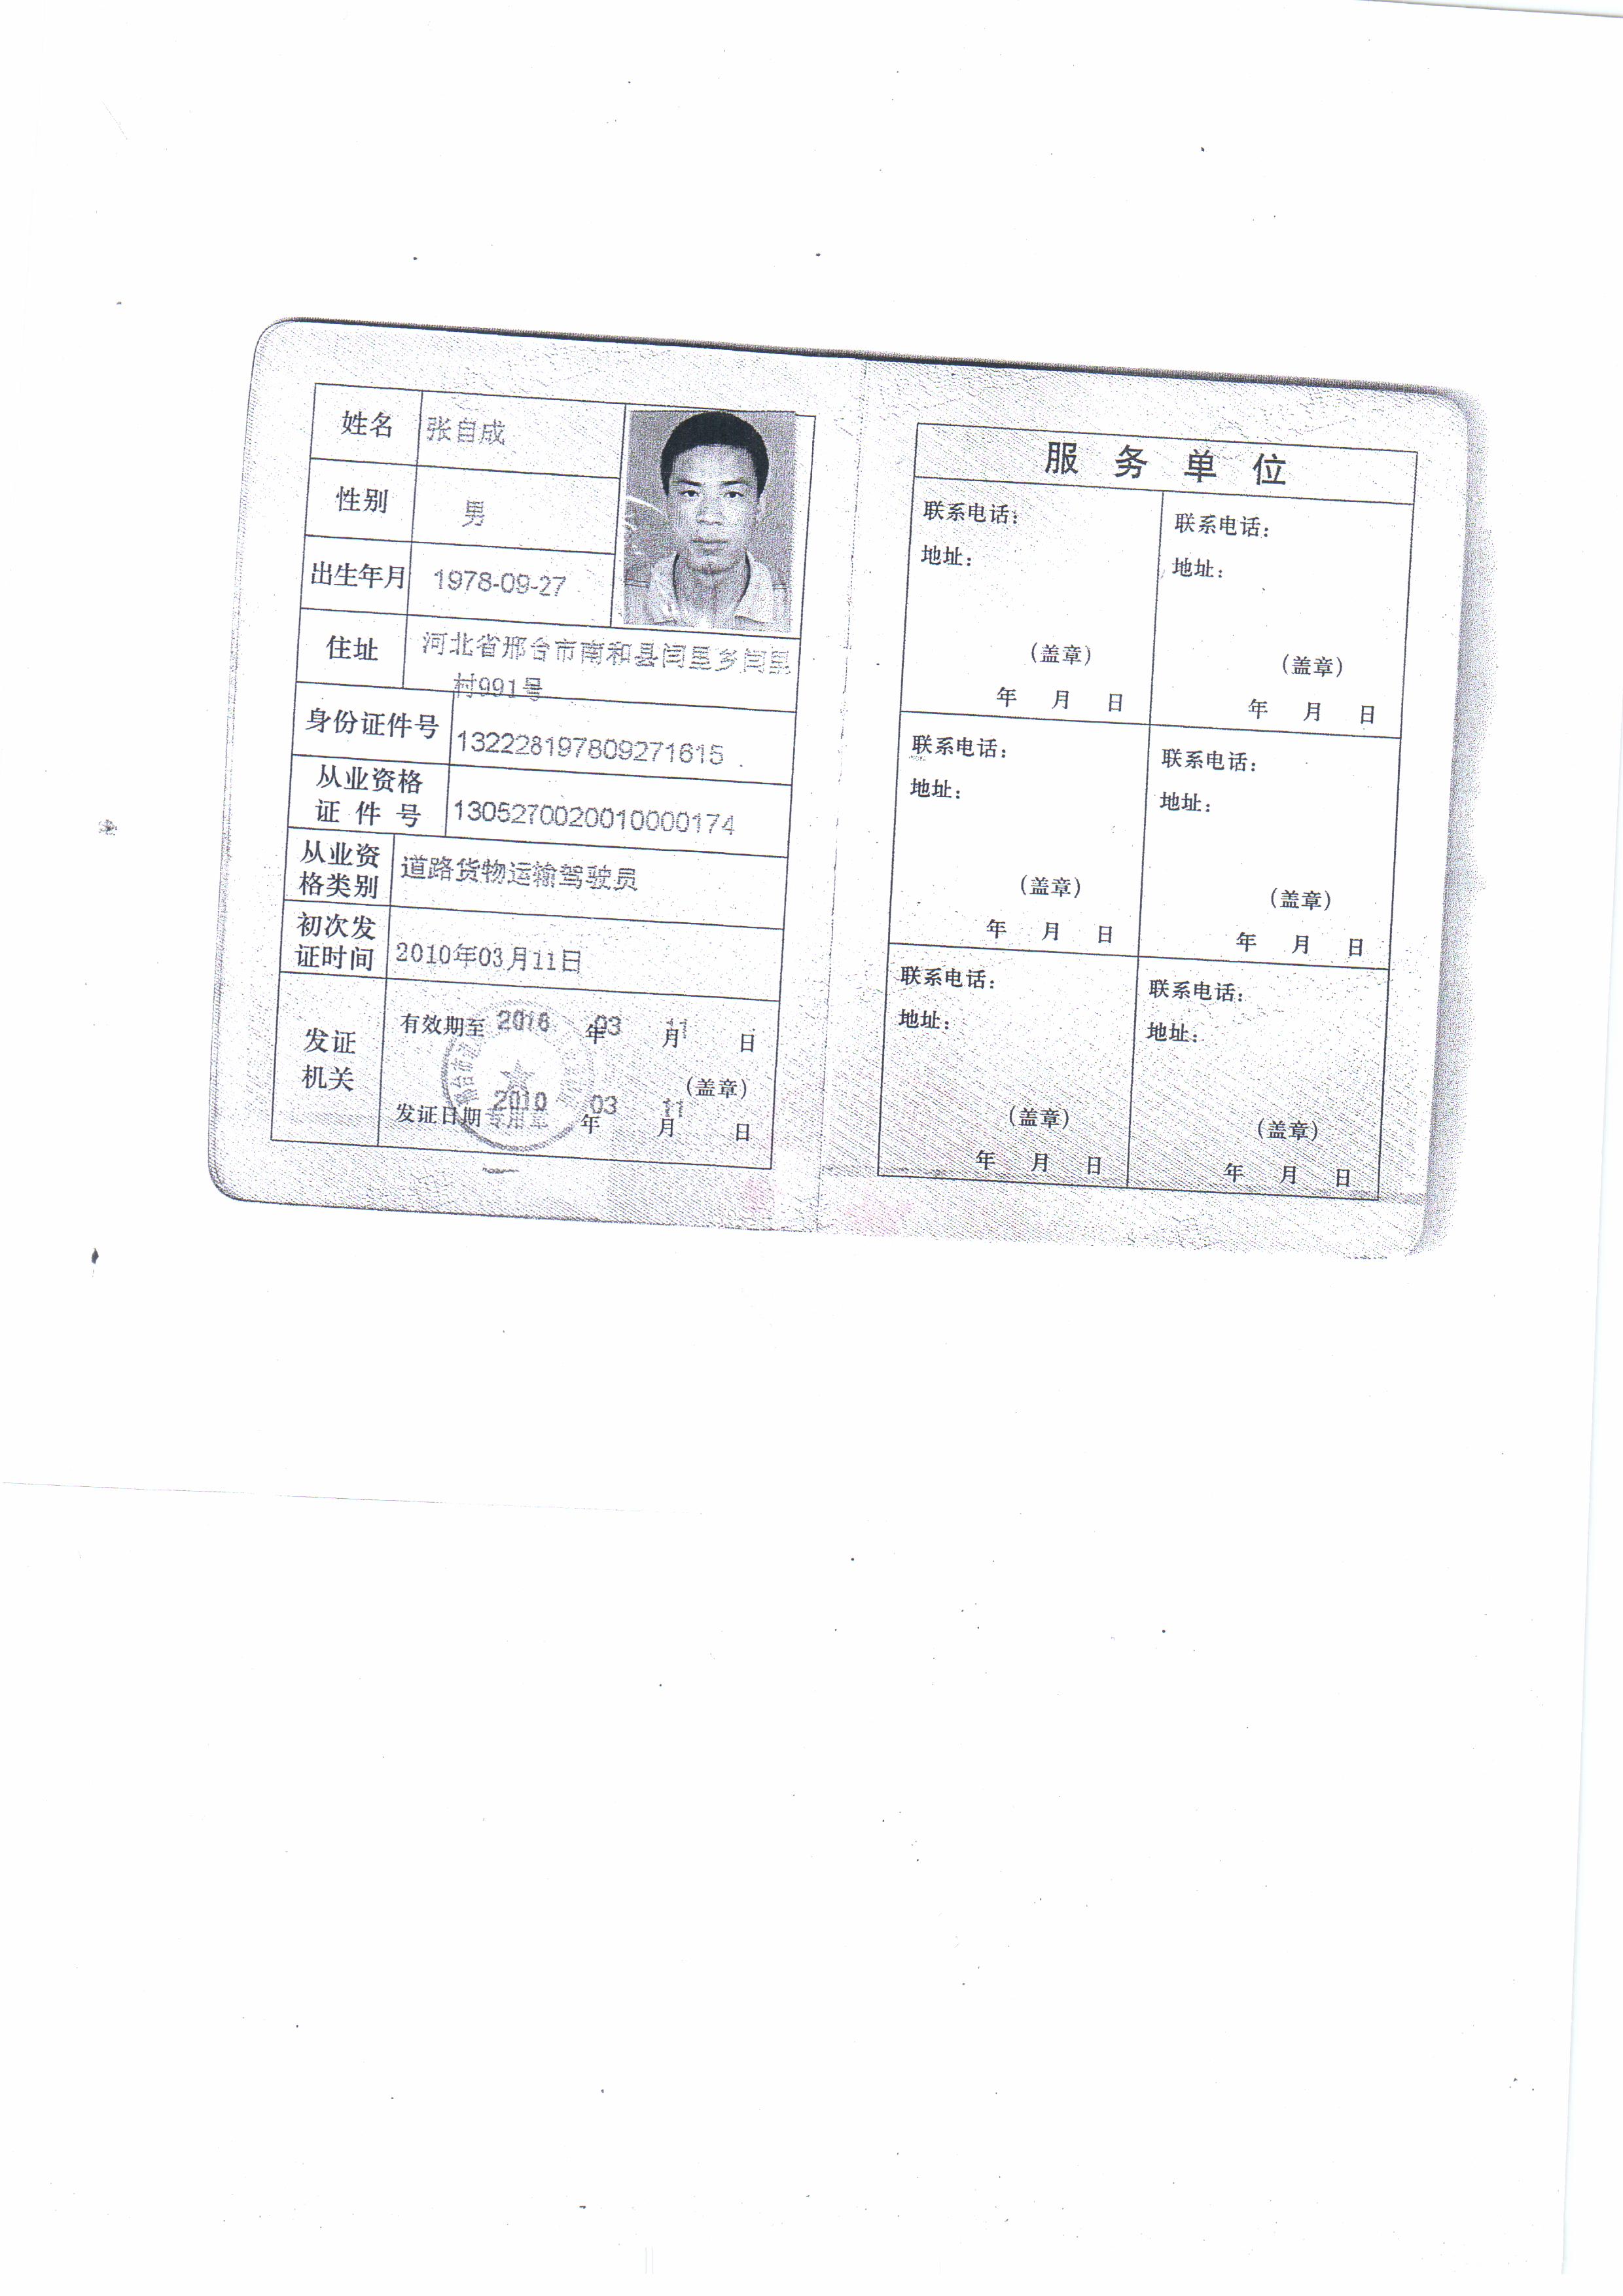 姓名 张自成
性别 男
出生年月 1978-09-27
住址 河北省邢台市南和县闫里乡闫里
村991号
身份证件号 132228197809271615
从业资格
证件号 1305270020010000174
从业资
格类别 道路货物运输驾驶员
初次发
证时间 2010年03月11日
发证
机关
有效期至 2016 年03 月11 日
(盖章)
发证日期 2010 年03 月11 日
专用章
服务单位
联系电话:
地址:
(盖章)
年 月 日
联系电话:
地址:
(盖章)
年 月 日
联系电话:
地址:
(盖章)
年 月 日
联系电话:
地址:
(盖章)
年 月 日
联系电话:
地址:
(盖章)
年 月 日
联系电话:
地址:
(盖章)
年 月 日